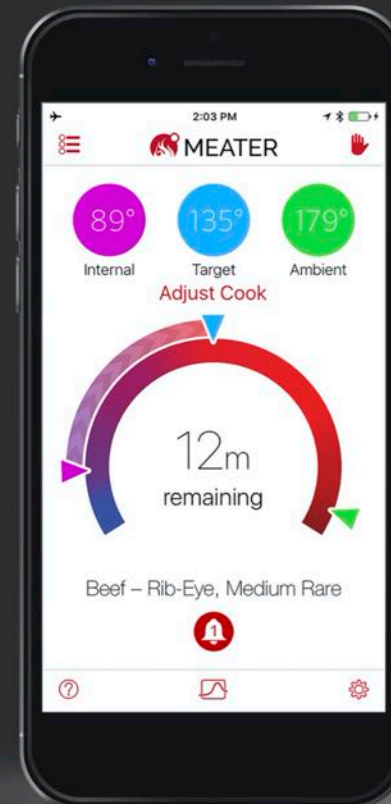 2:03 PM
MEATER
89° 135° 179°
Internal Target Ambient
Adjust Cook
12m
remaining
Beef – Rib-Eye, Medium Rare
1
?